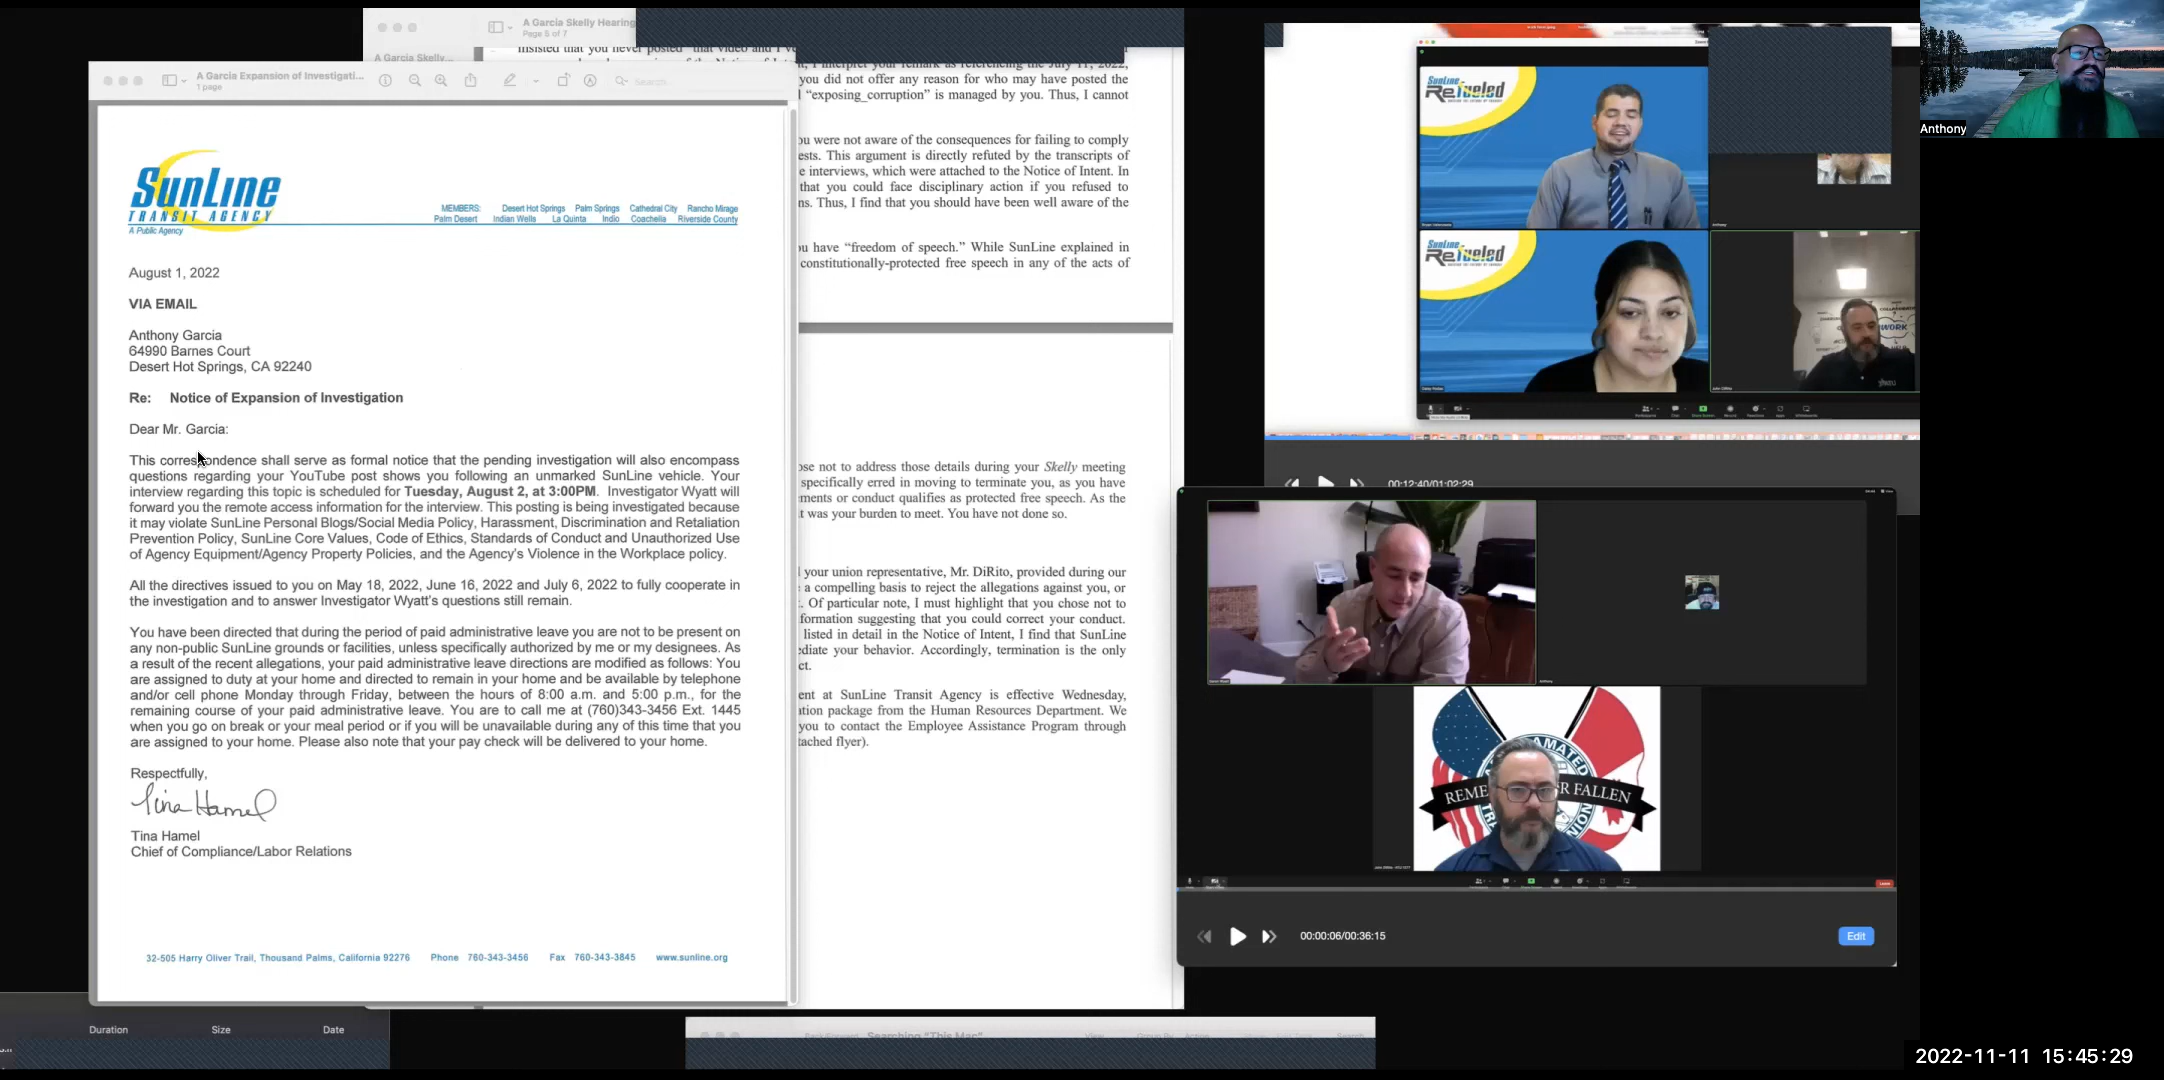 A Garcia Skelly Hearing
Page 5 of 7
A Garcia Skelly...
A Garcia Expansion of Investigati...
1 page
Search
SunLine
TRANSIT AGENCY
A Public Agency
MEMBERS: Desert Hot Springs Palm Springs Cathedral City Rancho Mirage
Palm Desert Indian Wells La Quinta Indio Coachella Riverside County
August 1, 2022
VIA EMAIL
Anthony Garcia
64990 Barnes Court
Desert Hot Springs, CA 92240
Re: Notice of Expansion of Investigation
Dear Mr. Garcia:
This correspondence shall serve as formal notice that the pending investigation will also encompass
questions regarding your YouTube post shows you following an unmarked SunLine vehicle. Your
interview regarding this topic is scheduled for Tuesday, August 2, at 3:00PM. Investigator Wyatt will
forward you the remote access information for the interview. This posting is being investigated because
it may violate SunLine Personal Blogs/Social Media Policy, Harassment, Discrimination and Retaliation
Prevention Policy, SunLine Core Values, Code of Ethics, Standards of Conduct and Unauthorized Use
of Agency Equipment/Agency Property Policies, and the Agency's Violence in the Workplace policy.
All the directives issued to you on May 18, 2022, June 16, 2022 and July 6, 2022 to fully cooperate in
the investigation and to answer Investigator Wyatt's questions still remain.
You have been directed that during the period of paid administrative leave you are not to be present on
any non-public SunLine grounds or facilities, unless specifically authorized by me or my designees. As
a result of the recent allegations, your paid administrative leave directions are modified as follows: You
are assigned to duty at your home and directed to remain in your home and be available by telephone
and/or cell phone Monday through Friday, between the hours of 8:00 a.m. and 5:00 p.m., for the
remaining course of your paid administrative leave. You are to call me at (760)343-3456 Ext. 1445
when you go on break or your meal period or if you will be unavailable during any of this time that you
are assigned to your home. Please also note that your pay check will be delivered to your home.
Respectfully,
Tina Hamel
Tina Hamel
Chief of Compliance/Labor Relations
32-505 Harry Oliver Trail, Thousand Palms, California 92276 Phone 760-343-3456 Fax 760-343-3845 www.sunline.org
insisted that you never posted that video and I
you did not offer any reason for who may have posted the
"exposing_corruption" is managed by you. Thus, I cannot
ou were not aware of the consequences for failing to comply
ests. This argument is directly refuted by the transcripts of
e interviews, which were attached to the Notice of Intent. In
that you could face disciplinary action if you refused to
ns. Thus, I find that you should have been well aware of the
ou have "freedom of speech." While SunLine explained in
constitutionally-protected free speech in any of the acts of
ose not to address those details during your Skelly meeting
specifically erred in moving to terminate you, as you have
ements or conduct qualifies as protected free speech. As the
t was your burden to meet. You have not done so.
your union representative, Mr. DiRito, provided during our
a compelling basis to reject the allegations against you, or
. Of particular note, I must highlight that you chose not to
formation suggesting that you could correct your conduct.
listed in detail in the Notice of Intent, I find that SunLine
ediate your behavior. Accordingly, termination is the only
ct.
ent at SunLine Transit Agency is effective Wednesday,
ation package from the Human Resources Department. We
you to contact the Employee Assistance Program through
tached flyer).
SunLine
Refueled
SunLine
Refueled
WORK
00:12:40/01:02:29
Anthony
REME R FALLEN
AMATED
00:00:06/00:36:15
Edit
Duration Size Date
Searching "This Mac"
2022-11-11 15:45:29